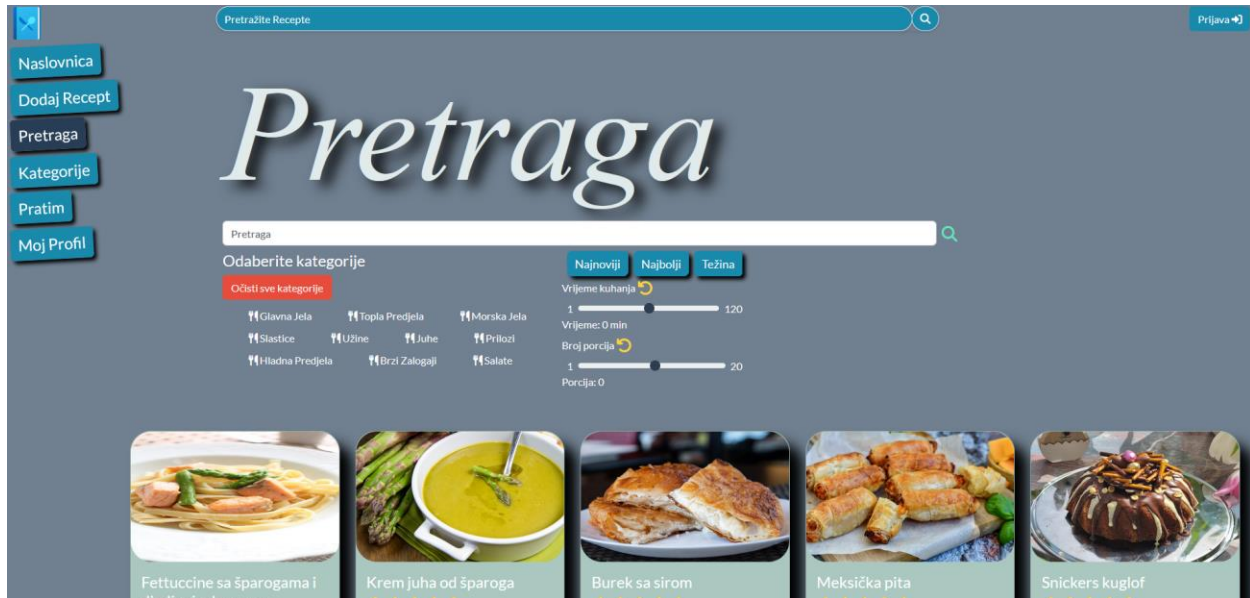 Pretražite Recepte
Prijava
Naslovnica
Dodaj Recept
Pretraga
Kategorije
Pratim
Moj Profil
Pretraga
Pretraga
Odaberite kategorije
Očisti sve kategorije
Glavna Jela Topla Predjela Morska Jela
Slastice Užine Juhe Prilozi
Hladna Predjela Brzi Zalogaji Salate
Najnoviji Najbolji Težina
Vrijeme kuhanja
1 120
Vrijeme: 0 min
Broj porcija
1 20
Porcija: 0
Fettuccine sa šparogama i
Krem juha od šparoga
Burek sa sirom
Meksička pita
Snickers kuglof